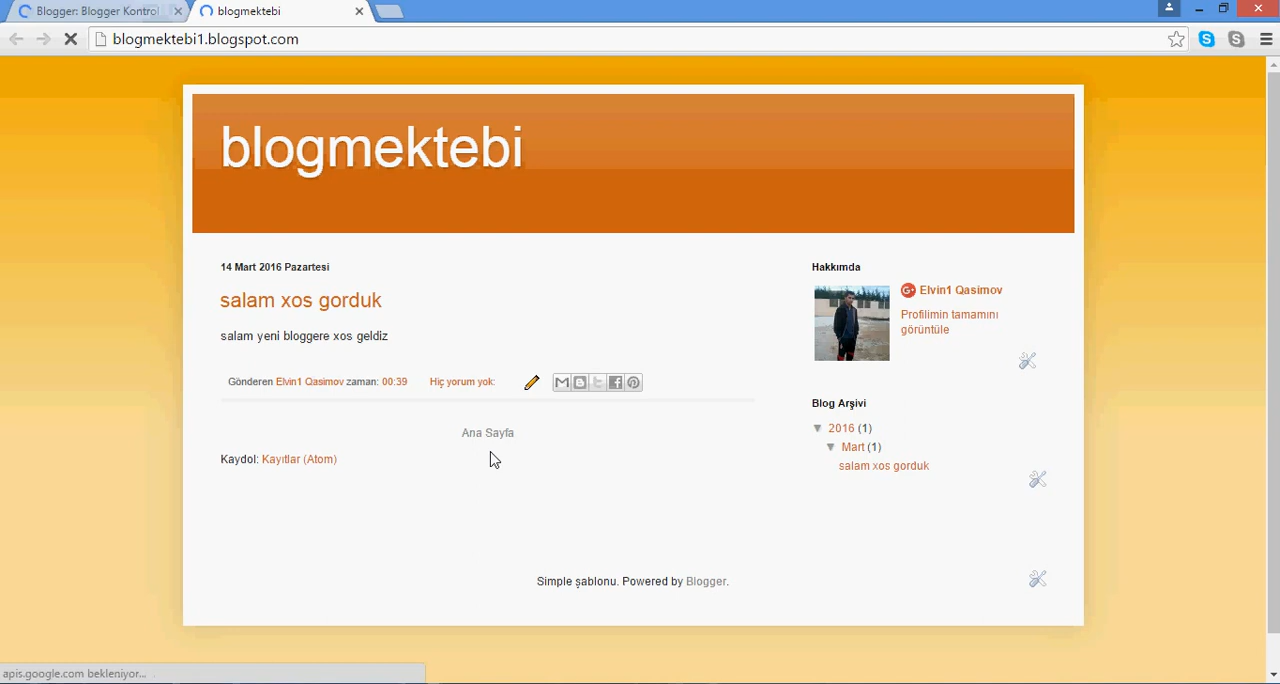 Blogger: Blogger Kontrol
blogmektebi
blogmektebi1.blogspot.com
blogmektebi
14 Mart 2016 Pazartesi
salam xos gorduk
salam yeni bloggere xos geldiz
Gönderen Elvin1 Qasimov zaman: 00:39 Hiç yorum yok:
Ana Sayfa
Kaydol: Kayıtlar (Atom)
Hakkımda
Elvin1 Qasimov
Profilimin tamamını
görüntüle
Blog Arşivi
▼ 2016 (1)
▼ Mart (1)
salam xos gorduk
Simple şablonu. Powered by Blogger.
apis.google.com bekleniyor...